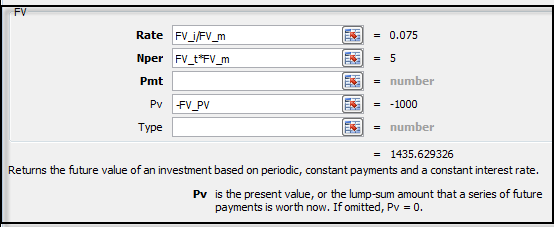 FV
Rate FV_i/FV_m = 0.075
Nper FV_t*FV_m = 5
Pmt = number
Pv -FV_PV = -1000
Type = number
= 1435.629326
Returns the future value of an investment based on periodic, constant payments and a constant interest rate.
Pv is the present value, or the lump-sum amount that a series of future
payments is worth now. If omitted, Pv = 0.